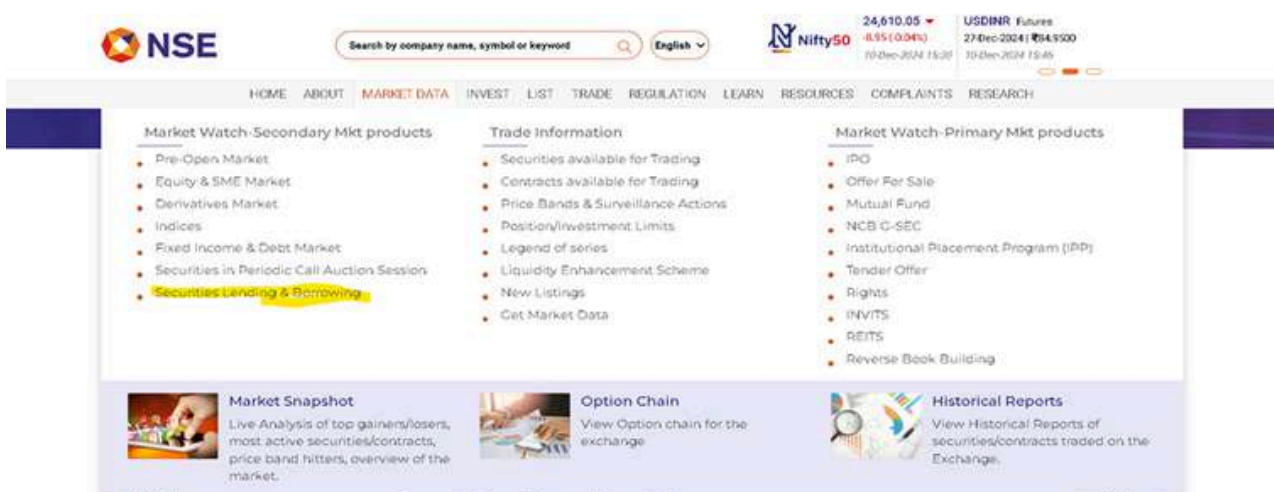 NSE
Search by company name, symbol or keyword
English
Nifty50
24,610.05
-8.95 (-0.04%)
10-Dec-2024 15:30
USDINR Futures
27-Dec-2024 | ₹84.9500
10-Dec-2024 15:46
HOME ABOUT MARKET DATA INVEST LIST TRADE REGULATION LEARN RESOURCES COMPLAINTS RESEARCH
Market Watch-Secondary Mkt products
Pre-Open Market
Equity & SME Market
Derivatives Market
Indices
Fixed Income & Debt Market
Securities in Periodic Call Auction Session
Securities Lending & Borrowing
Trade Information
Securities available for Trading
Contracts available for Trading
Price Bands & Surveillance Actions
Position/Investment Limits
Legend of series
Liquidity Enhancement Scheme
New Listings
Get Market Data
Market Watch-Primary Mkt products
IPO
Offer For Sale
Mutual Fund
NCB G-SEC
Institutional Placement Program (IPP)
Tender Offer
Rights
INVITS
REITS
Reverse Book Building
Market Snapshot
Live Analysis of top gainers/losers,
most active securities/contracts,
price band hitters, overview of the
market.
Option Chain
View Option chain for the
exchange
Historical Reports
View Historical Reports of
securities/contracts traded on the
Exchange.